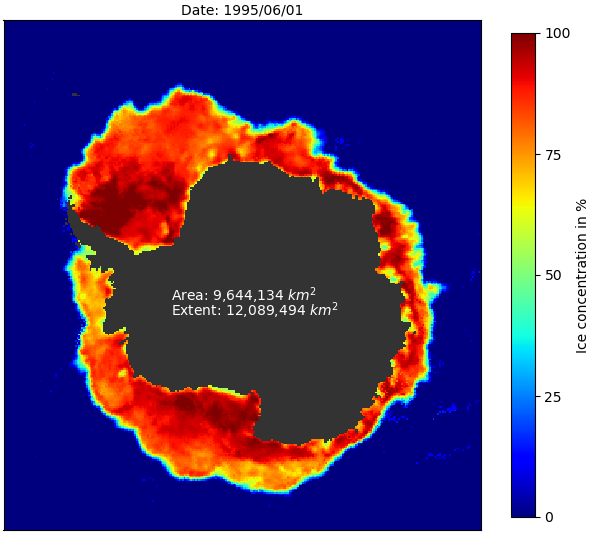 Date: 1995/06/01
Area: 9,644,134 km²
Extent: 12,089,494 km²
100
75
50
25
0
Ice concentration in %